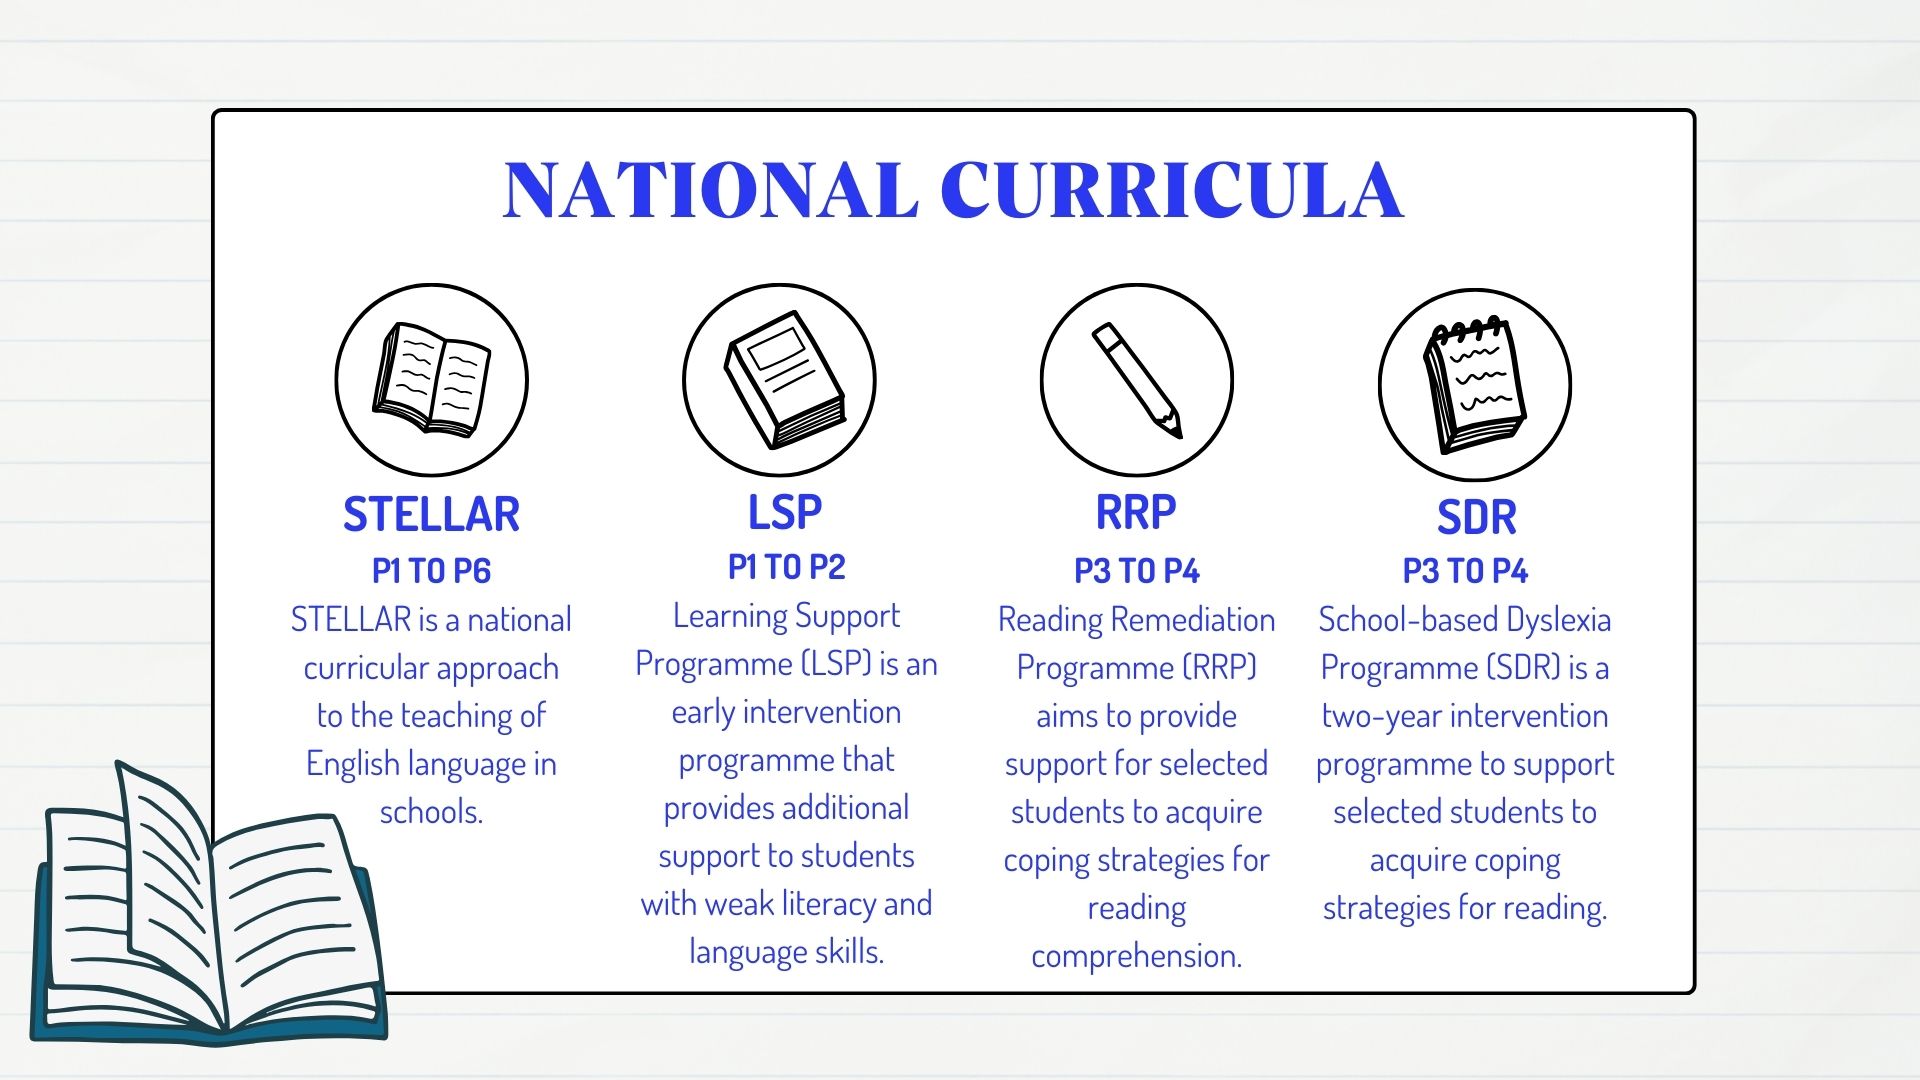 NATIONAL CURRICULA
STELLAR
P1 TO P6
STELLAR is a national
curricular approach
to the teaching of
English language in
schools.
LSP
P1 TO P2
Learning Support
Programme (LSP) is an
early intervention
programme that
provides additional
support to students
with weak literacy and
language skills.
RRP
P3 TO P4
Reading Remediation
Programme (RRP)
aims to provide
support for selected
students to acquire
coping strategies for
reading
comprehension.
SDR
P3 TO P4
School-based Dyslexia
Programme (SDR) is a
two-year intervention
programme to support
selected students to
acquire coping
strategies for reading.